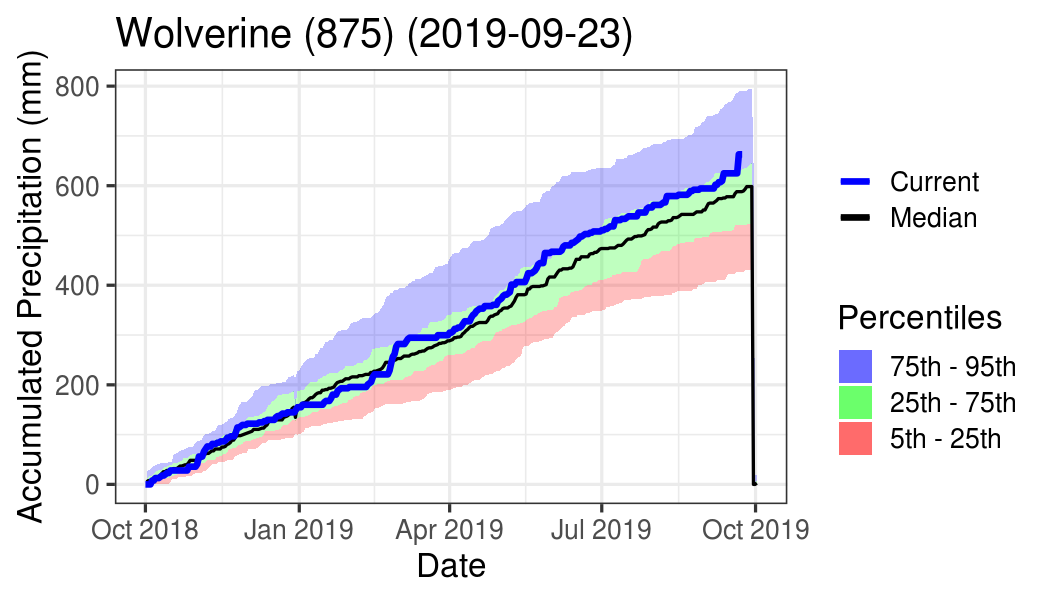 Wolverine (875) (2019-09-23)
Accumulated Precipitation (mm)
800
600
400
200
0
Oct 2018
Jan 2019
Apr 2019
Jul 2019
Oct 2019
Date
Current
Median
Percentiles
75th - 95th
25th - 75th
5th - 25th